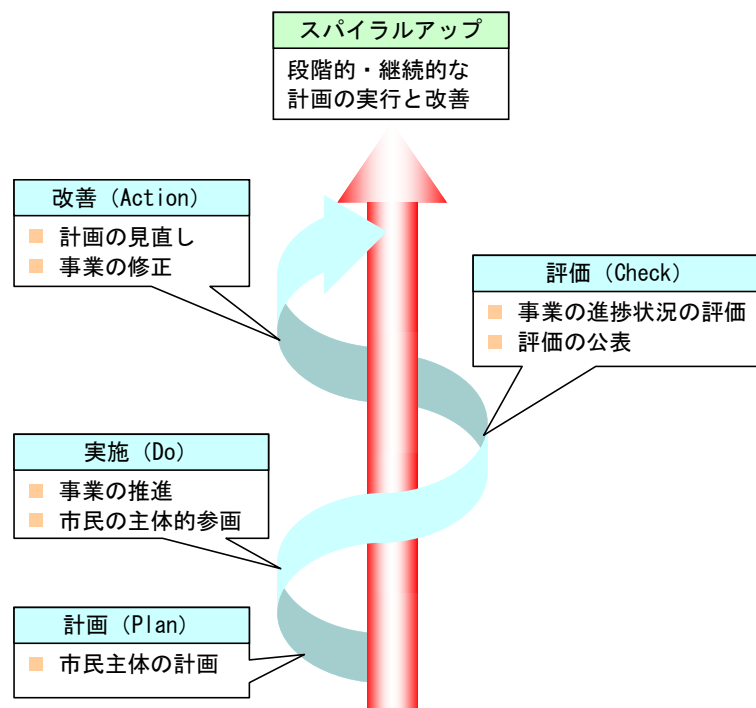 スパイラルアップ
段階的・継続的な
計画の実行と改善
改善(Action)
計画の見直し
事業の修正
評価(Check)
事業の進捗状況の評価
評価の公表
実施(Do)
事業の推進
市民の主体的参画
計画(Plan)
市民主体の計画